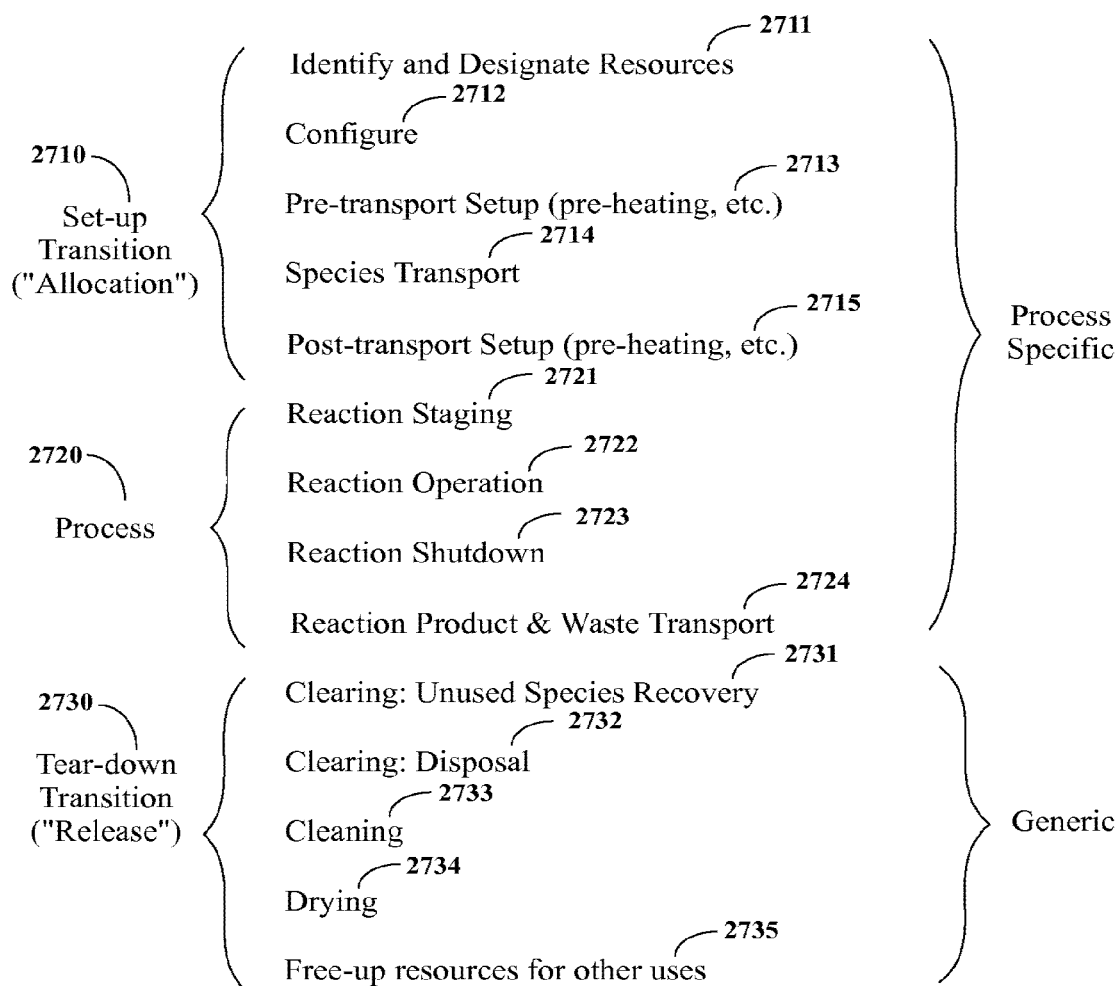 2711
Identify and Designate Resources
2712
Configure
2710
2713
Set-up
Transition
("Allocation")
Pre-transport Setup (pre-heating, etc.)
2714
Species Transport
2715
Post-transport Setup (pre-heating, etc.)
Process
Specific
2721
Reaction Staging
2720
2722
Reaction Operation
Process
2723
Reaction Shutdown
2724
Reaction Product & Waste Transport
2731
Clearing: Unused Species Recovery
2730
2732
Tear-down
Transition
("Release")
Clearing: Disposal
2733
Cleaning
Generic
2734
Drying
2735
Free-up resources for other uses